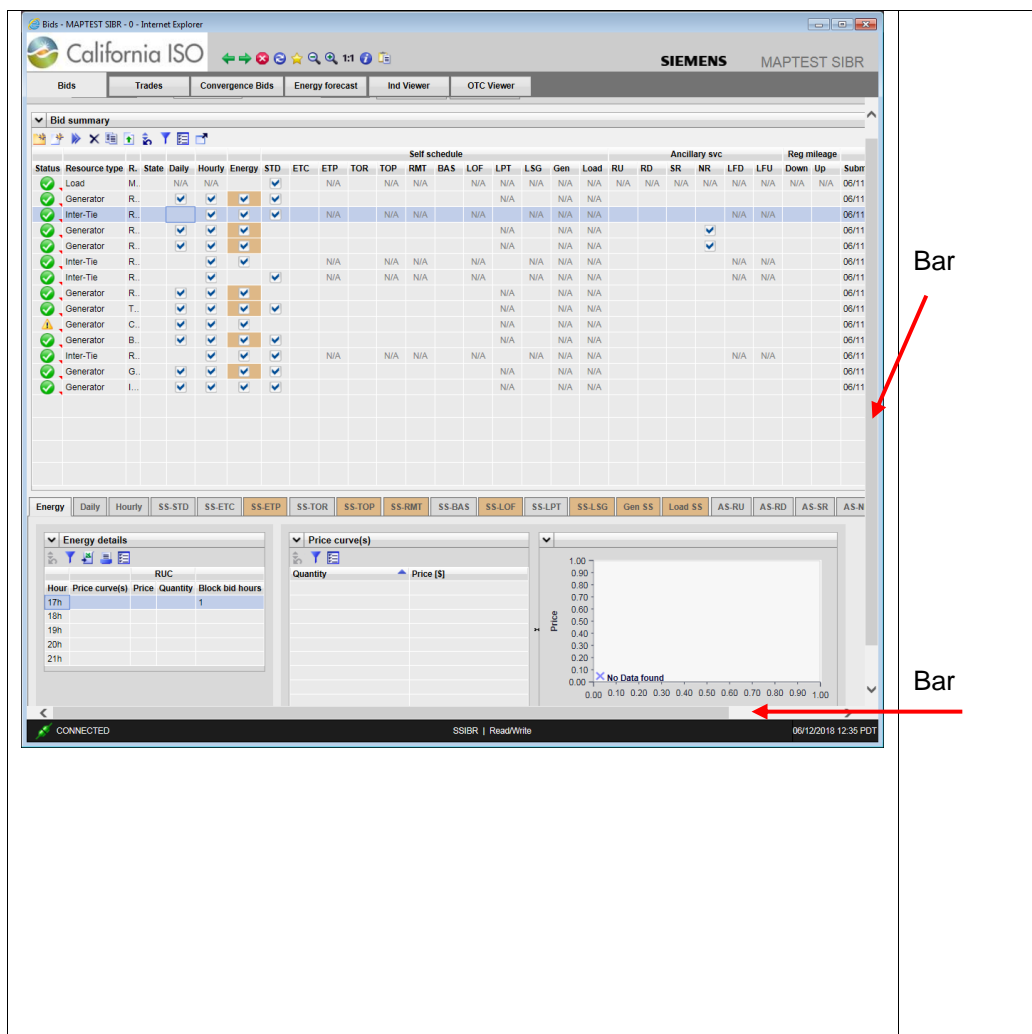 Bids - MAPTEST SIBR - 0 - Internet Explorer
California ISO
1:1
SIEMENS MAPTEST SIBR
Bids Trades Convergence Bids Energy forecast Ind Viewer OTC Viewer
Bid summary
Self schedule Ancillary svc Reg mileage
Status Resource type R. State Daily Hourly Energy STD ETC ETP TOR TOP RMT BAS LOF LPT LSG Gen Load RU RD SR NR LFD LFU Down Up Subm
Load M.. N/A N/A N/A N/A N/A N/A N/A N/A N/A N/A N/A N/A N/A N/A N/A N/A N/A N/A 06/11
Generator R.. N/A N/A N/A 06/11
Inter-Tie R.. N/A N/A N/A N/A N/A N/A N/A N/A N/A 06/11
Generator R.. N/A N/A N/A 06/11
Generator R.. N/A N/A N/A 06/11
Inter-Tie R.. N/A N/A N/A N/A N/A N/A N/A N/A N/A 06/11
Inter-Tie R.. N/A N/A N/A N/A N/A N/A N/A N/A N/A 06/11
Generator R.. N/A N/A N/A 06/11
Generator T.. N/A N/A N/A 06/11
Generator C.. N/A N/A N/A 06/11
Generator B.. N/A N/A N/A 06/11
Inter-Tie R.. N/A N/A N/A N/A N/A N/A N/A N/A N/A 06/11
Generator G.. N/A N/A N/A 06/11
Generator I... N/A N/A N/A 06/11
Bar
Energy Daily Hourly SS-STD SS-ETC SS-ETP SS-TOR SS-TOP SS-RMT SS-BAS SS-LOF SS-LPT SS-LSG Gen SS Load SS AS-RU AS-RD AS-SR AS-N
Energy details
RUC
Hour Price curve(s) Price Quantity Block bid hours
17h 1
18h
19h
20h
21h
Price curve(s)
Quantity Price [$]
Price
1.00
0.90
0.80
0.70
0.60
0.50
0.40
0.30
0.20
0.10
0.00
No Data found
0.00 0.10 0.20 0.30 0.40 0.50 0.60 0.70 0.80 0.90 1.00
Bar
CONNECTED SSIBR | Read/Write 06/12/2018 12:35 PDT